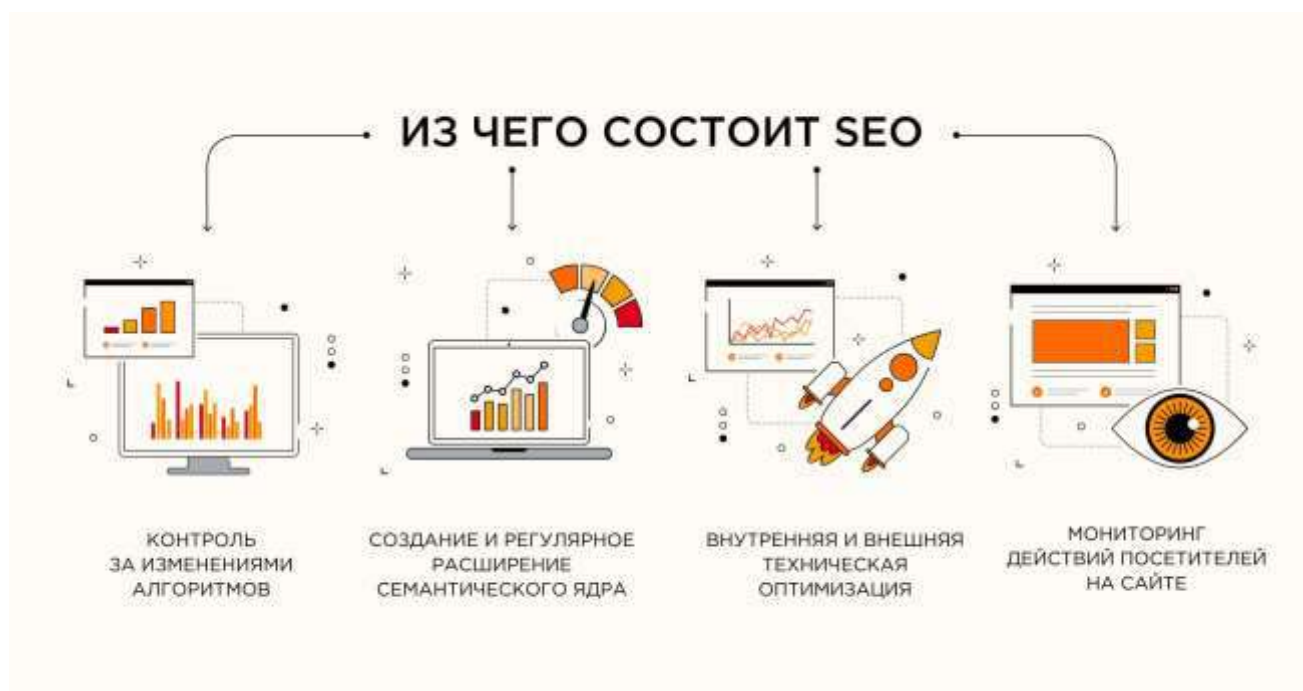 ИЗ ЧЕГО СОСТОИТ SEO
КОНТРОЛЬ
ЗА ИЗМЕНЕНИЯМИ
АЛГОРИТМОВ
СОЗДАНИЕ И РЕГУЛЯРНОЕ
РАСШИРЕНИЕ
СЕМАНТИЧЕСКОГО ЯДРА
ВНУТРЕННЯЯ И ВНЕШНЯЯ
ТЕХНИЧЕСКАЯ
ОПТИМИЗАЦИЯ
МОНИТОРИНГ
ДЕЙСТВИЙ ПОСЕТИТЕЛЕЙ
НА САЙТЕ